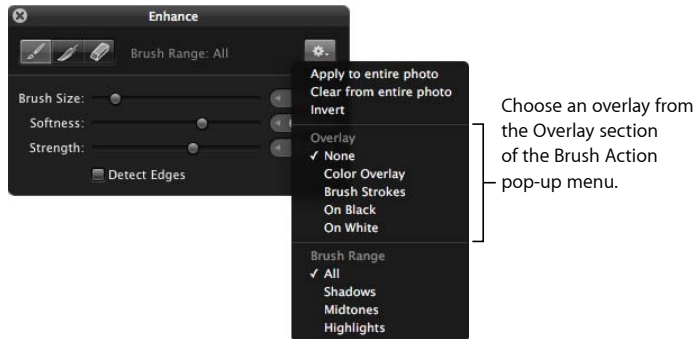 Enhance
Brush Range: All
Brush Size:
Softness:
Strength:
Detect Edges
Apply to entire photo
Clear from entire photo
Invert
Overlay
✓ None
Color Overlay
Brush Strokes
On Black
On White
Brush Range
✓ All
Shadows
Midtones
Highlights
Choose an overlay from
the Overlay section
of the Brush Action
pop-up menu.